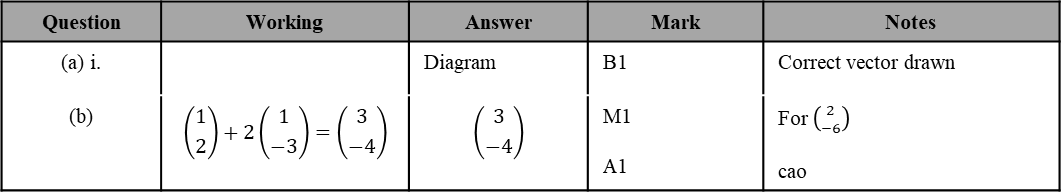 Question Working Answer Mark Notes
(a) i. Diagram B1 Correct vector drawn
(b) (1 2) + 2 (1 −3) = (3 −4) (3 −4) M1 For (2 −6)
A1 cao